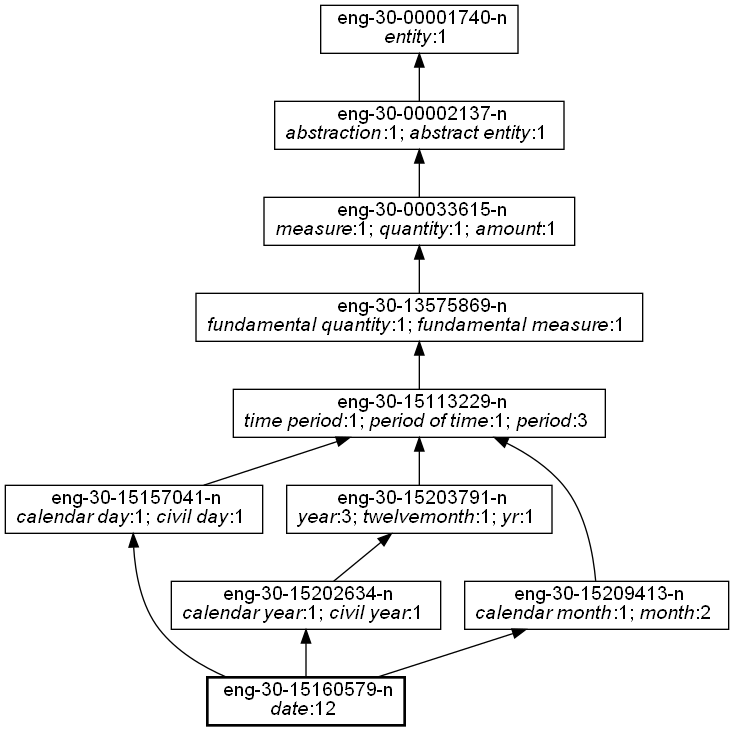 eng-30-00001740-n
entity:1
eng-30-00002137-n
abstraction:1; abstract entity:1
eng-30-00033615-n
measure:1; quantity:1; amount:1
eng-30-13575869-n
fundamental quantity:1; fundamental measure:1
eng-30-15113229-n
time period:1; period of time:1; period:3
eng-30-15157041-n
calendar day:1; civil day:1
eng-30-15203791-n
year:3; twelvemonth:1; yr:1
eng-30-15202634-n
calendar year:1; civil year:1
eng-30-15209413-n
calendar month:1; month:2
eng-30-15160579-n
date:12